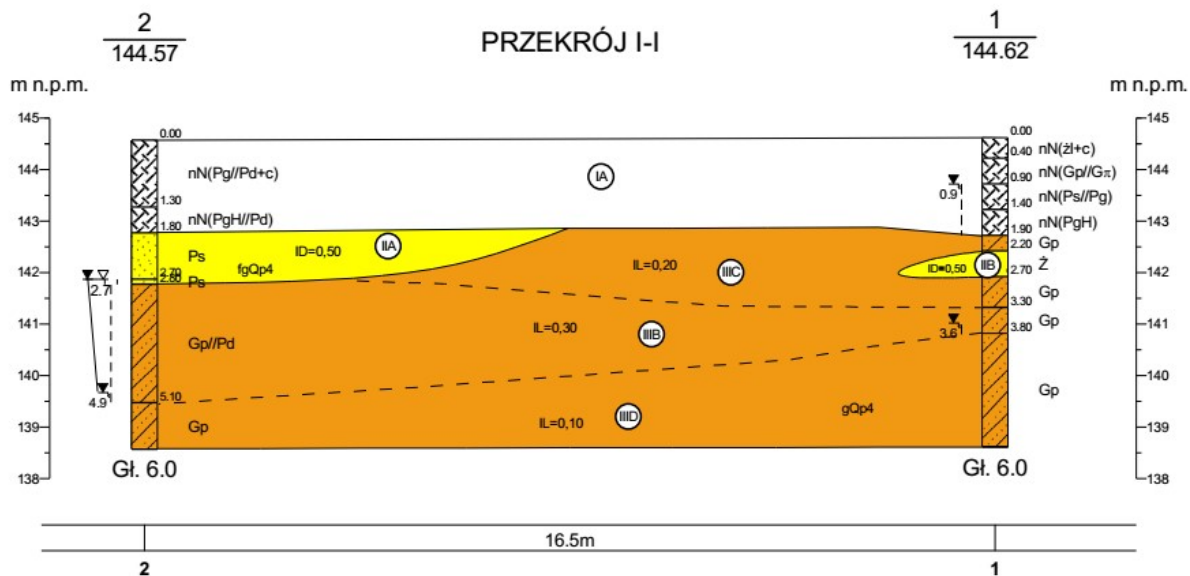 2
144.57
PRZEKRÓJ I-I
1
144.62
m n.p.m.
m n.p.m.
145
144
143
142
141
140
139
138
0.00
nN(Pg//Pd+c)
1.30
nN(PgH//Pd)
1.80
Ps
2.70
Ps
2.80
Gp//Pd
5.10
Gp
2.7
4.9
IA
ID=0,50
IIA
fgQp4
IL=0,20
IIIC
ID=0,50
IIB
IL=0,30
IIIB
IL=0,10
IIID
gQp4
0.9
3.6
0.00
0.40
nN(żl+c)
0.90
nN(Gp//Gπ)
1.40
nN(Ps//Pg)
1.90
nN(PgH)
2.20
Gp
2.70
Ż
3.30
Gp
3.80
Gp
Gp
145
144
143
142
141
140
139
138
Gł. 6.0
Gł. 6.0
16.5m
2
1